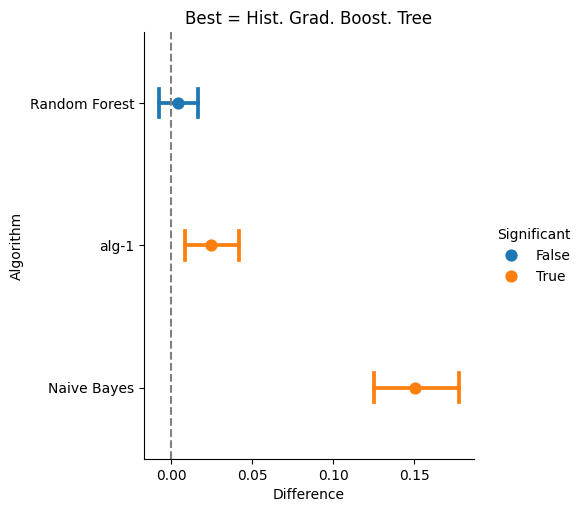 Best = Hist. Grad. Boost. Tree
Random Forest
alg-1
Naive Bayes
Algorithm
0.00 0.05 0.10 0.15
Difference
Significant
False
True